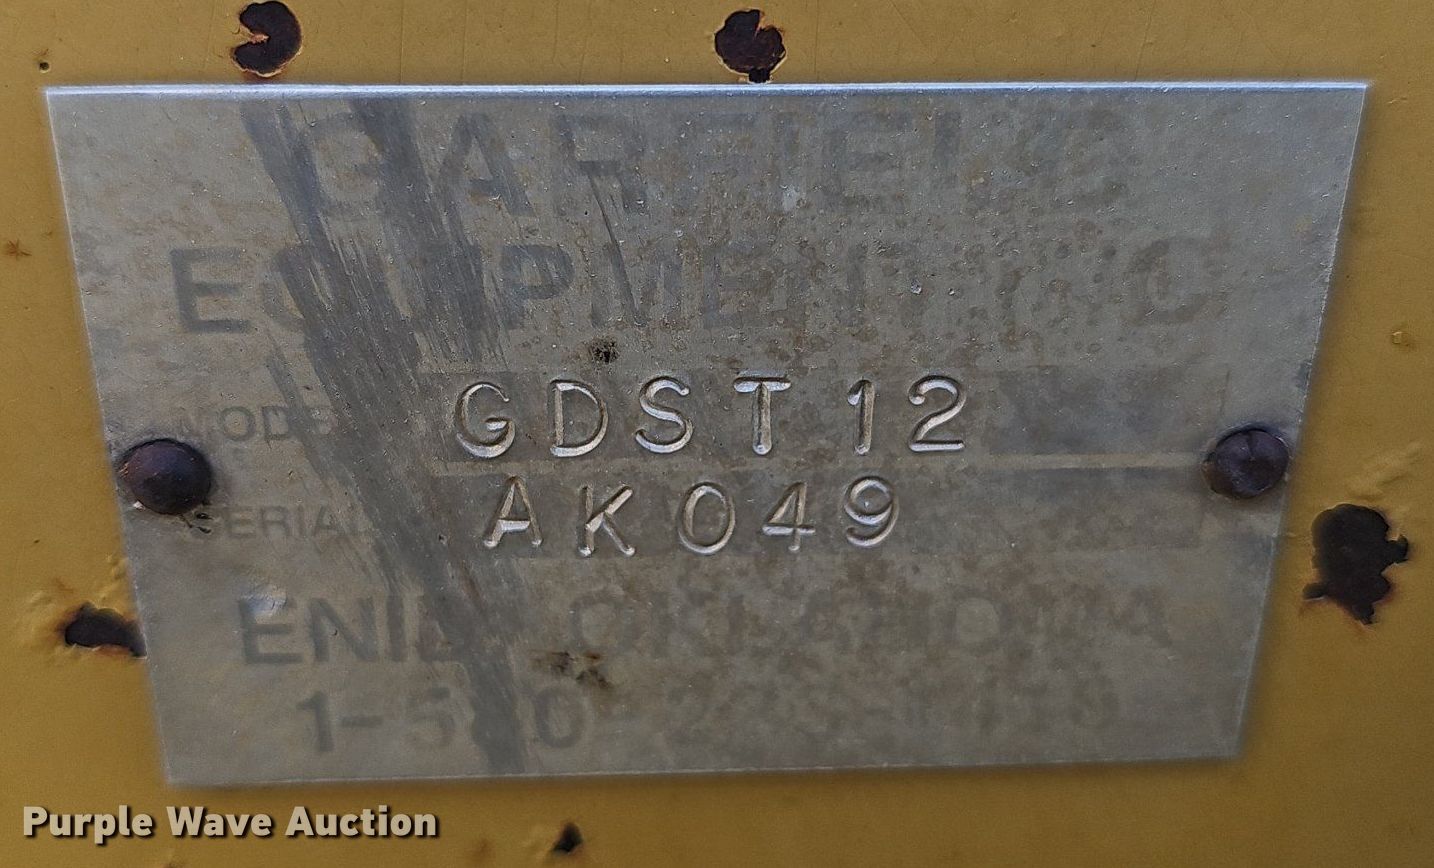 GARFIELD
EQUIPMENT INC
MODEL GDST12
SERIAL AK049
ENID, OKLAHOMA
Purple Wave Auction